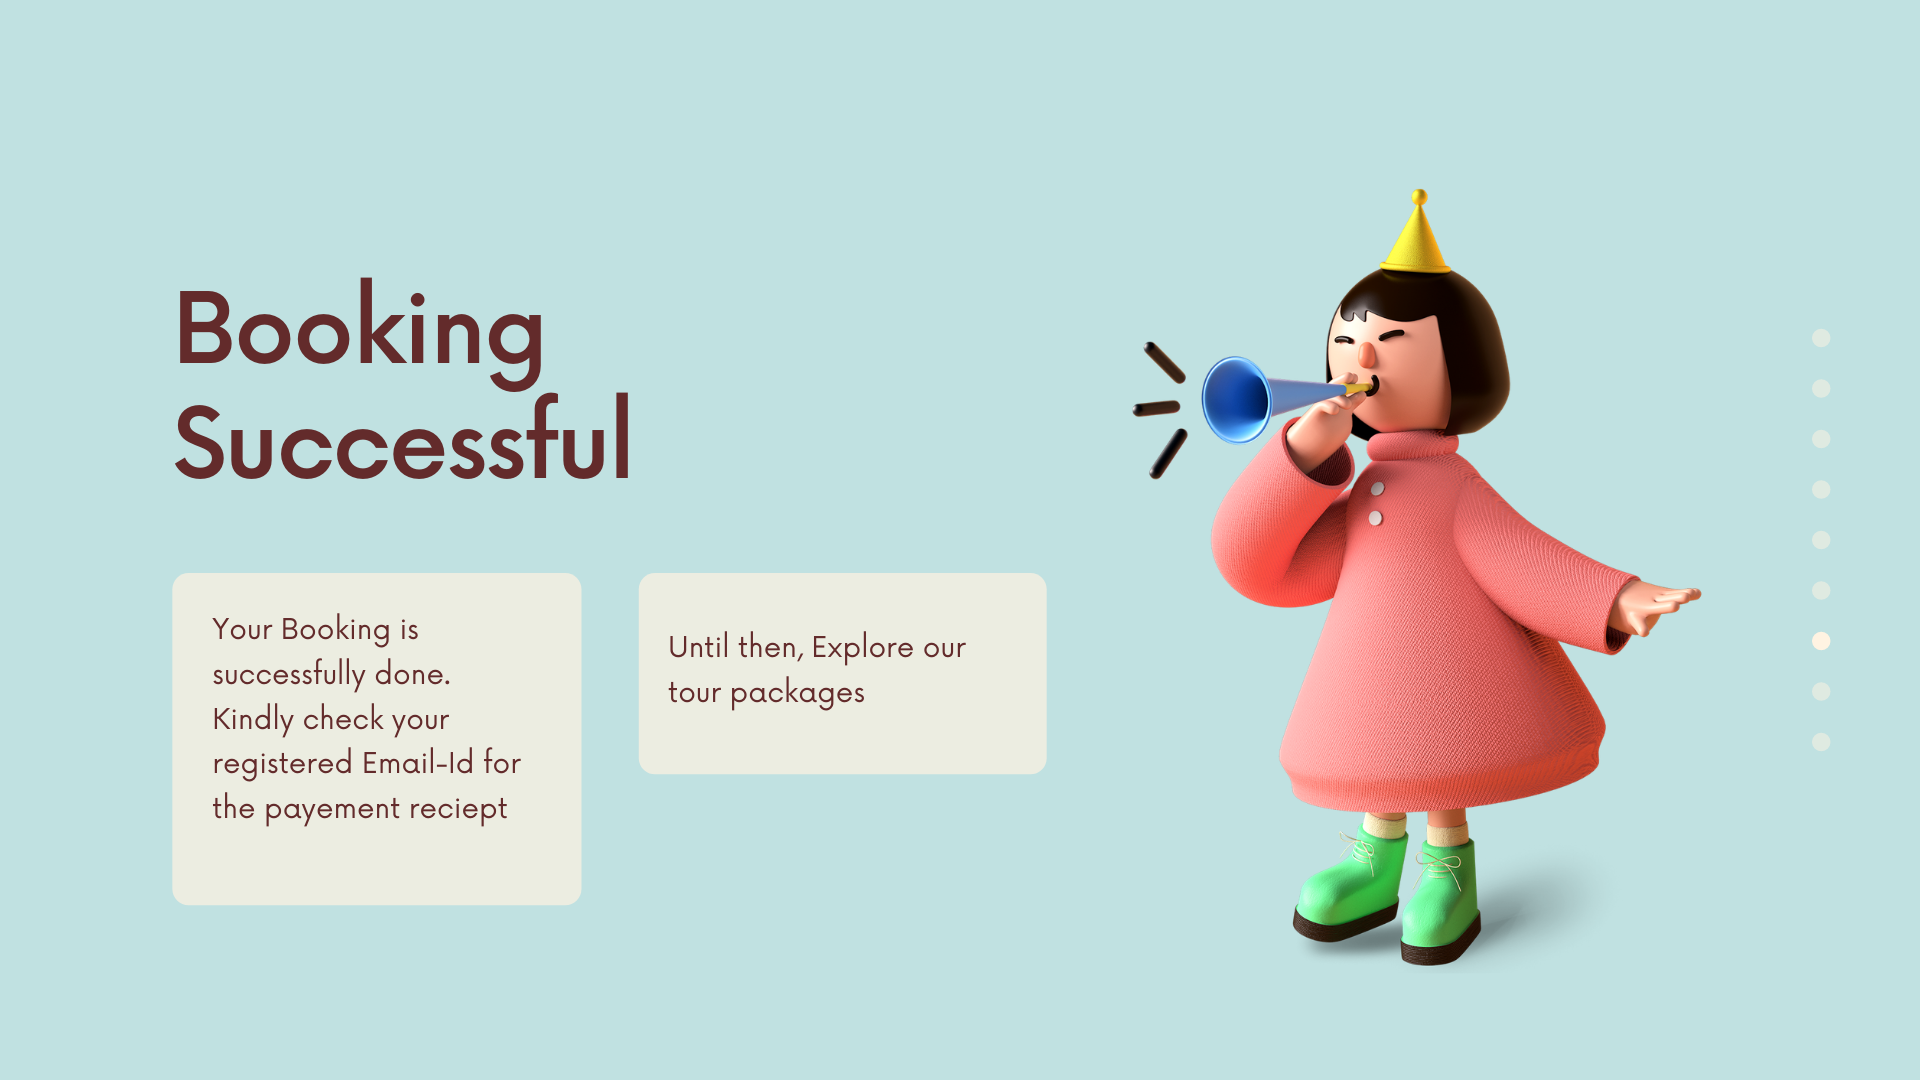 Booking
Successful
Your Booking is
successfully done.
Kindly check your
registered Email-Id for
the payement reciept
Until then, Explore our
tour packages